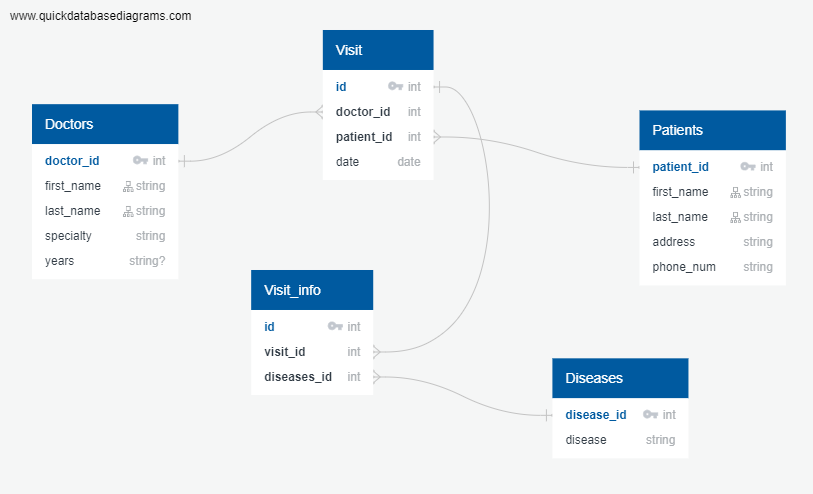 www.quickdatabasediagrams.com
Visit
id int
doctor_id int
patient_id int
date date
Doctors
doctor_id int
first_name string
last_name string
specialty string
years string?
Patients
patient_id int
first_name string
last_name string
address string
phone_num string
Visit_info
id int
visit_id int
diseases_id int
Diseases
disease_id int
disease string